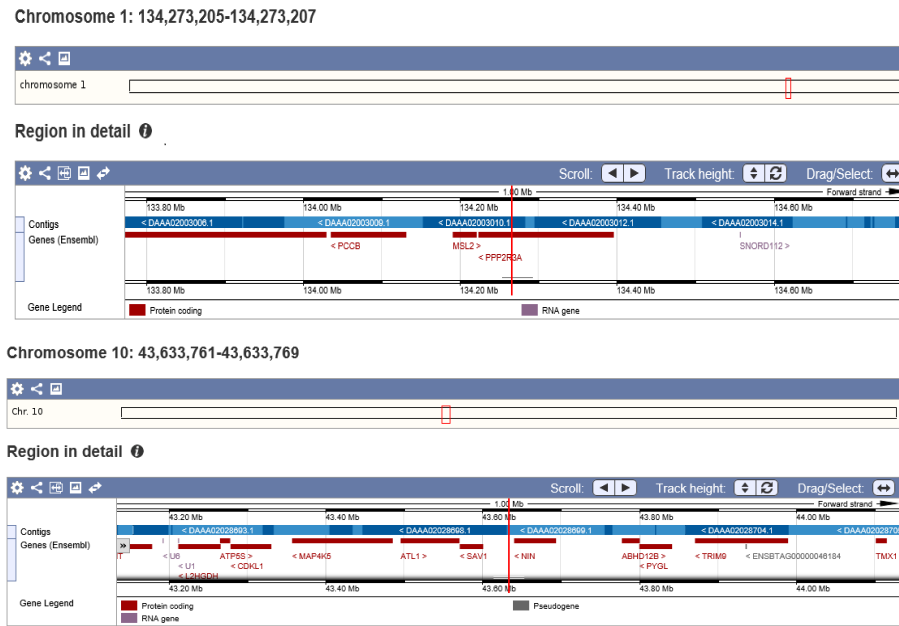 Chromosome 1: 134,273,205-134,273,207
chromosome 1
Region in detail i
Scroll: Track height: Drag/Select:
1.00 Mb Forward strand
133.80 Mb 134.00 Mb 134.20 Mb 134.40 Mb 134.60 Mb
Contigs < DAAA02003006.1 < DAAA02003009.1 < DAAA02003010.1 < DAAA02003012.1 < DAAA02003014.1
Genes (Ensembl)
< PCCB MSL2 > SNORD112 >
< PPP2R3A
133.80 Mb 134.00 Mb 134.20 Mb 134.40 Mb 134.60 Mb
Gene Legend Protein coding RNA gene
Chromosome 10: 43,633,761-43,633,769
Chr. 10
Region in detail i
Scroll: Track height: Drag/Select:
1.00 Mb Forward strand
43.20 Mb 43.40 Mb 43.60 Mb 43.80 Mb 44.00 Mb
Contigs < DAAA02028693.1 < DAAA02028698.1 < DAAA02028699.1 < DAAA02028704.1 < DAAA0202870
Genes (Ensembl) »
T < U6 ATP5S > < MAP4K5 ATL1 > < SAV1 < NIN ABHD12B > < TRIM9 < ENSBTAG00000046184 TMX1
< U1 < CDKL1 < PYGL
< L2HGDH
43.20 Mb 43.40 Mb 43.60 Mb 43.80 Mb 44.00 Mb
Gene Legend Protein coding Pseudogene
RNA gene